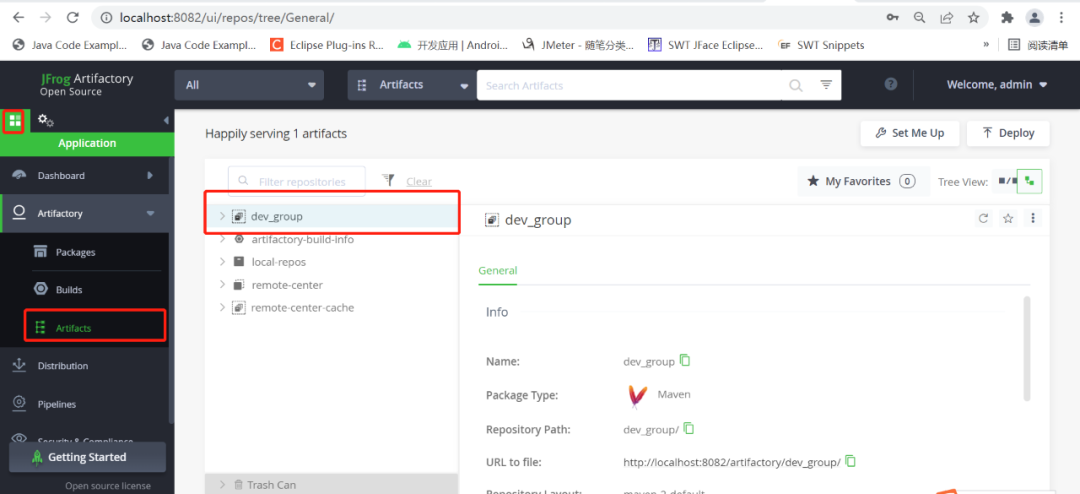 localhost:8082/ui/repos/tree/General/
Java Code Exampl... Java Code Exampl... Eclipse Plug-ins R... 开发应用 | Androi... JMeter - 随笔分类... SWT JFace Eclipse... SWT Snippets » 阅读清单
JFrog Artifactory
Open Source
All
Artifacts
Search Artifacts
Welcome, admin
Application
Dashboard
Artifactory
Packages
Builds
Artifacts
Distribution
Pipelines
Security & Compliance
Getting Started
Open source license
Happily serving 1 artifacts
Set Me Up
Deploy
Filter repositories
Clear
My Favorites 0
Tree View:
dev_group
artifactory-build-info
local-repos
remote-center
remote-center-cache
Trash Can
dev_group
General
Info
Name: dev_group
Package Type: Maven
Repository Path: dev_group/
URL to file: http://localhost:8082/artifactory/dev_group/
Repository Layout: maven-2-default